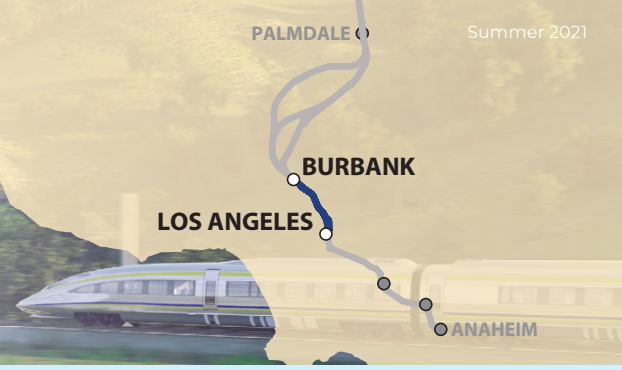 PALMDALE
Summer 2021
BURBANK
LOS ANGELES
ANAHEIM